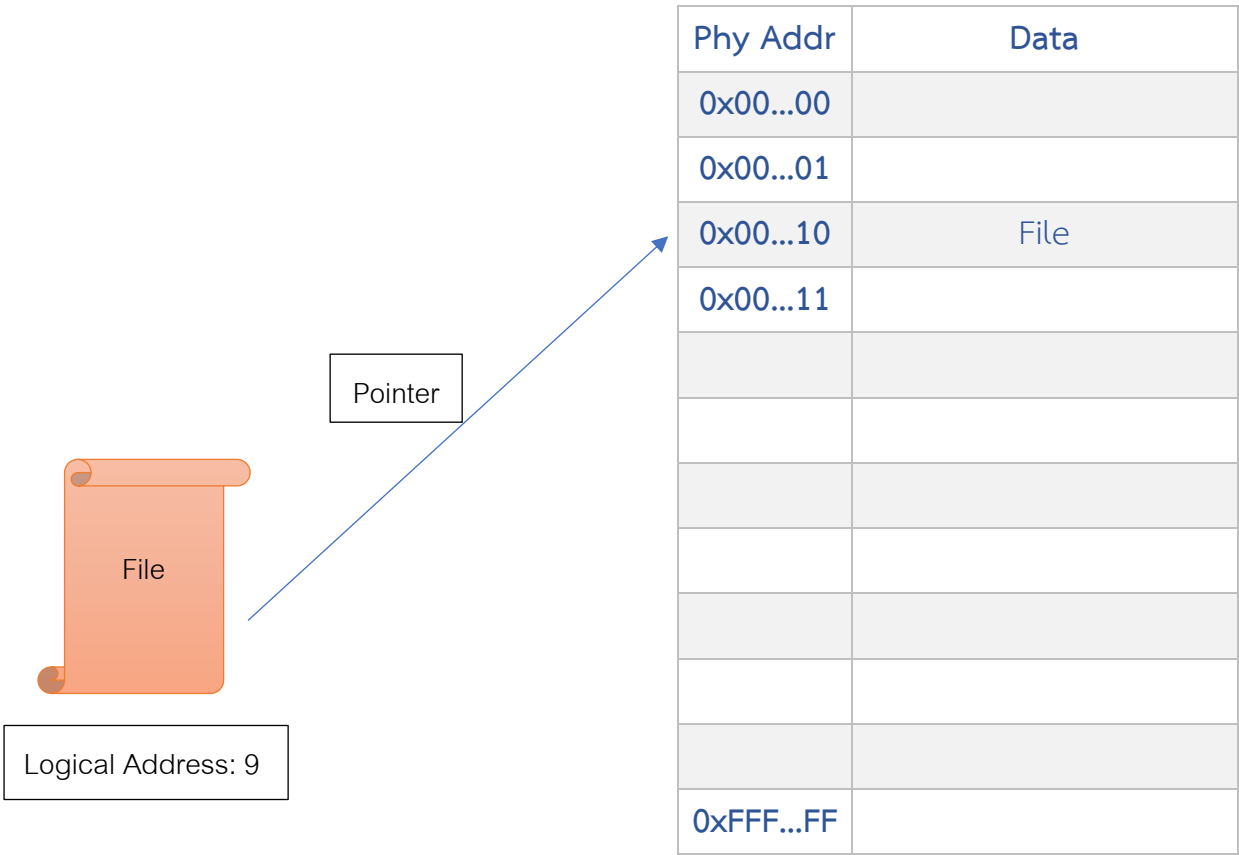 Phy Addr Data
0x00...00
0x00...01
0x00...10 File
0x00...11
Pointer
File
Logical Address: 9
0xFFF...FF